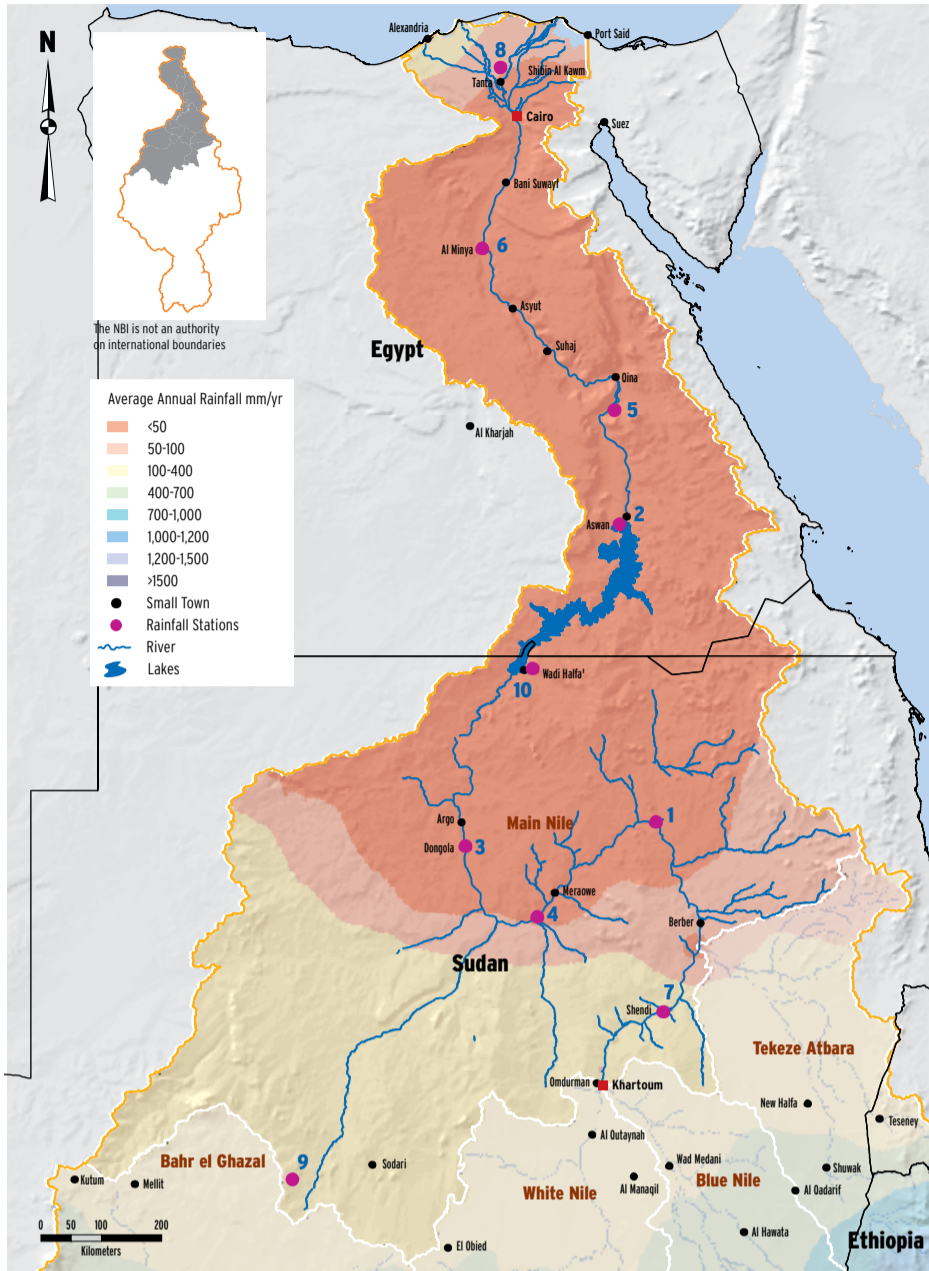 N
Alexandria
Port Said
8
Shibin Al Kawm
Tanta
Cairo
Suez
Bani Suwayf
Al Minya
6
The NBI is not an authority
on international boundaries
Asyut
Egypt
Suhaj
Qina
5
Al Kharjah
Average Annual Rainfall mm/yr
<50
50-100
100-400
400-700
700-1,000
1,000-1,200
1,200-1,500
>1500
Small Town
Rainfall Stations
River
Lakes
2
Aswan
Wadi Halfa'
10
Argo
Main Nile
1
Dongola
3
Meraowe
4
Berber
Sudan
7
Shendi
Tekeze Atbara
Omdurman
Khartoum
New Halfa
Teseney
Al Qutaynah
Bahr el Ghazal
9
Sodari
Wad Medani
Shuwak
Kutum
Mellit
White Nile
Al Manaqil
Blue Nile
Al Qadarif
0 50 100 200
Kilometers
El Obied
Al Hawata
Ethiopia